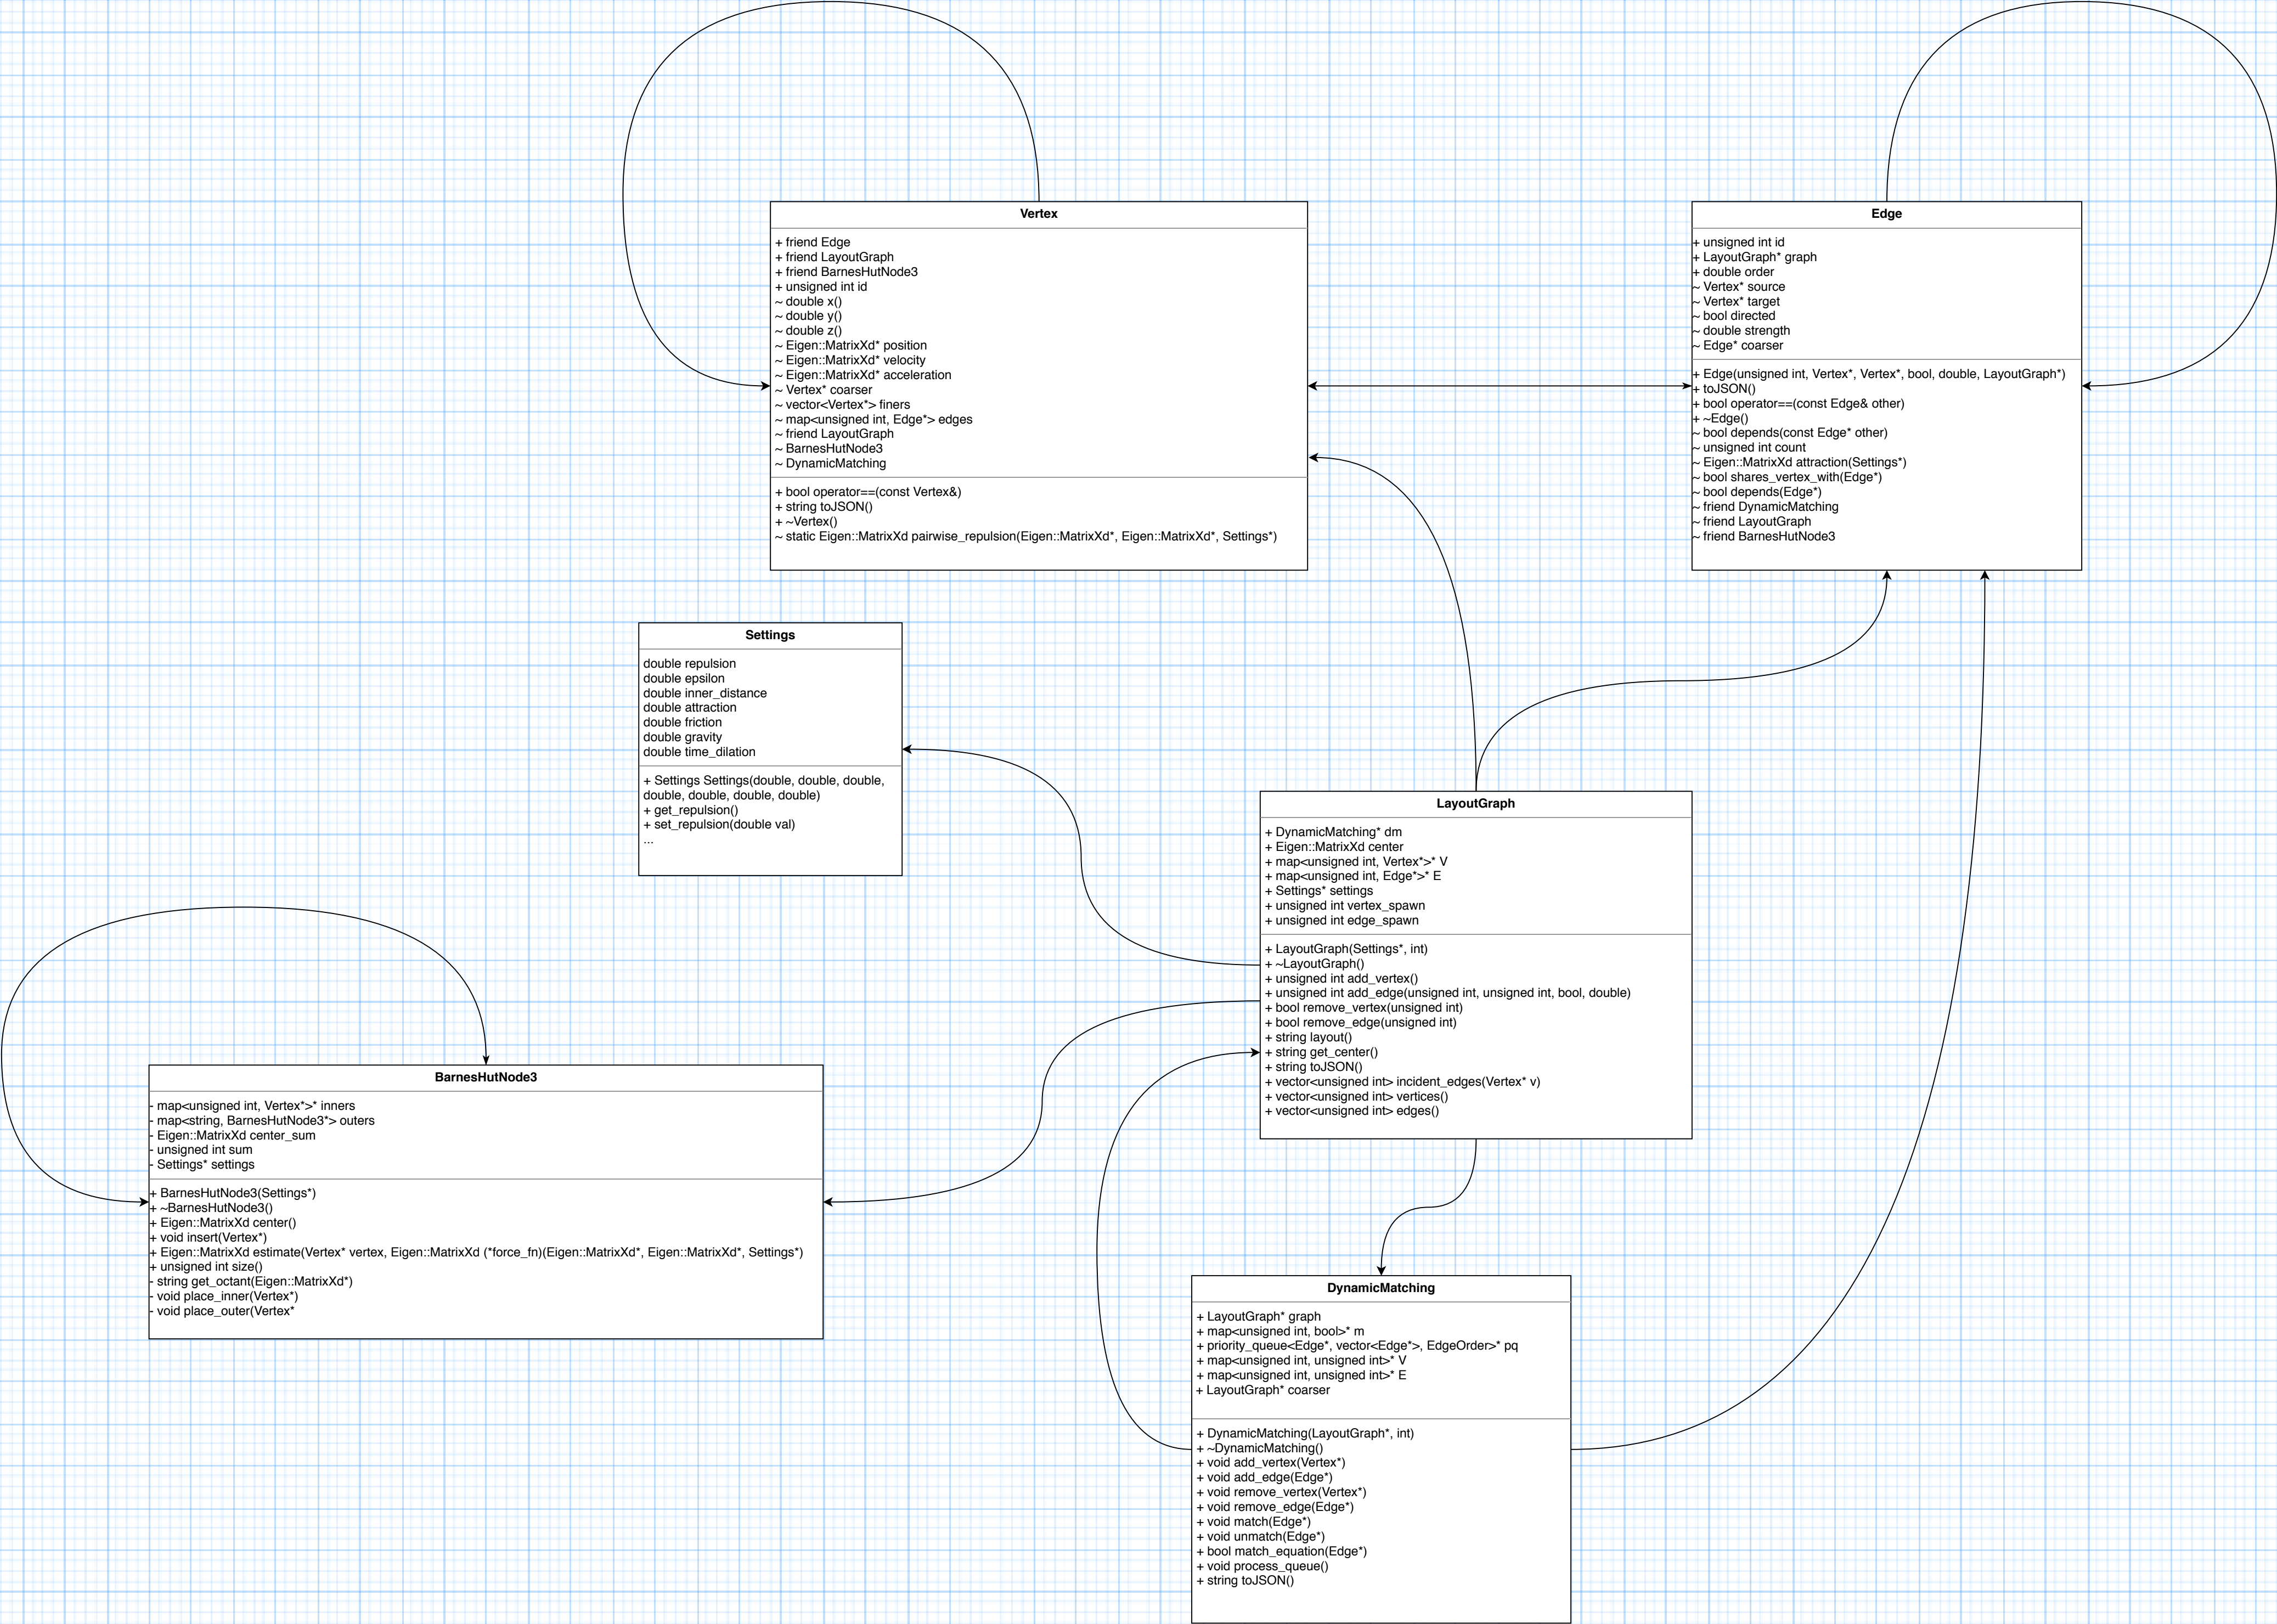 Vertex
+ friend Edge
+ friend LayoutGraph
+ friend BarnesHutNode3
+ unsigned int id
~ double x()
~ double y()
~ double z()
~ Eigen::MatrixXd* position
~ Eigen::MatrixXd* velocity
~ Eigen::MatrixXd* acceleration
~ Vertex* coarser
~ vector<Vertex*> finers
~ map<unsigned int, Edge*> edges
~ friend LayoutGraph
~ BarnesHutNode3
~ DynamicMatching
+ bool operator==(const Vertex&)
+ string toJSON()
+ ~Vertex()
~ static Eigen::MatrixXd pairwise_repulsion(Eigen::MatrixXd*, Eigen::MatrixXd*, Settings*)
Edge
+ unsigned int id
+ LayoutGraph* graph
+ double order
~ Vertex* source
~ Vertex* target
~ bool directed
~ double strength
~ Edge* coarser
+ Edge(unsigned int, Vertex*, Vertex*, bool, double, LayoutGraph*)
+ toJSON()
+ bool operator==(const Edge& other)
+ ~Edge()
~ bool depends(const Edge* other)
~ unsigned int count
~ Eigen::MatrixXd attraction(Settings*)
~ bool shares_vertex_with(Edge*)
~ bool depends(Edge*)
~ friend DynamicMatching
~ friend LayoutGraph
~ friend BarnesHutNode3
Settings
double repulsion
double epsilon
double inner_distance
double attraction
double friction
double gravity
double time_dilation
+ Settings Settings(double, double, double,
double, double, double, double)
+ get_repulsion()
+ set_repulsion(double val)
...
LayoutGraph
+ DynamicMatching* dm
+ Eigen::MatrixXd center
+ map<unsigned int, Vertex*>* V
+ map<unsigned int, Edge*>* E
+ Settings* settings
+ unsigned int vertex_spawn
+ unsigned int edge_spawn
+ LayoutGraph(Settings*, int)
+ ~LayoutGraph()
+ unsigned int add_vertex()
+ unsigned int add_edge(unsigned int, unsigned int, bool, double)
+ bool remove_vertex(unsigned int)
+ bool remove_edge(unsigned int)
+ string layout()
+ string get_center()
+ string toJSON()
+ vector<unsigned int> incident_edges(Vertex* v)
+ vector<unsigned int> vertices()
+ vector<unsigned int> edges()
BarnesHutNode3
- map<unsigned int, Vertex*>* inners
- map<string, BarnesHutNode3*> outers
- Eigen::MatrixXd center_sum
- unsigned int sum
- Settings* settings
+ BarnesHutNode3(Settings*)
+ ~BarnesHutNode3()
+ Eigen::MatrixXd center()
+ void insert(Vertex*)
+ Eigen::MatrixXd estimate(Vertex* vertex, Eigen::MatrixXd (*force_fn)(Eigen::MatrixXd*, Eigen::MatrixXd*, Settings*)
+ unsigned int size()
- string get_octant(Eigen::MatrixXd*)
- void place_inner(Vertex*)
- void place_outer(Vertex*
DynamicMatching
+ LayoutGraph* graph
+ map<unsigned int, bool>* m
+ priority_queue<Edge*, vector<Edge*>, EdgeOrder>* pq
+ map<unsigned int, unsigned int>* V
+ map<unsigned int, unsigned int>* E
+ LayoutGraph* coarser
+ DynamicMatching(LayoutGraph*, int)
+ ~DynamicMatching()
+ void add_vertex(Vertex*)
+ void add_edge(Edge*)
+ void remove_vertex(Vertex*)
+ void remove_edge(Edge*)
+ void match(Edge*)
+ void unmatch(Edge*)
+ bool match_equation(Edge*)
+ void process_queue()
+ string toJSON()